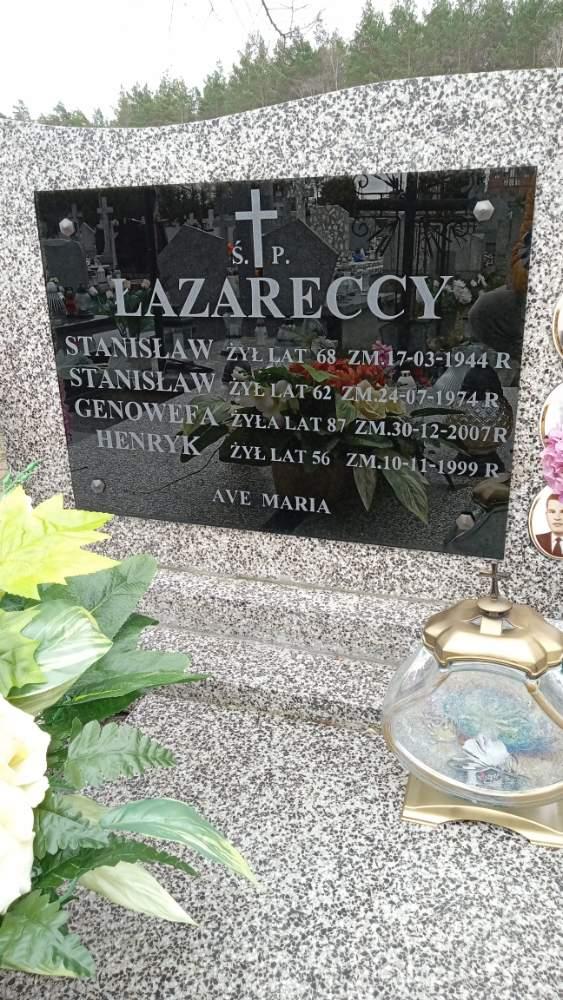 Ś. P.
ŁAZARECCY
STANISŁAW ŻYŁ LAT 68 ZM.17-03-1944 R
STANISŁAW ŻYŁ LAT 62 ZM.24-07-1974 R
GENOWEFA ŻYŁA LAT 87 ZM.30-12-2007R
HENRYK ŻYŁ LAT 56 ZM.10-11-1999 R
AVE MARIA